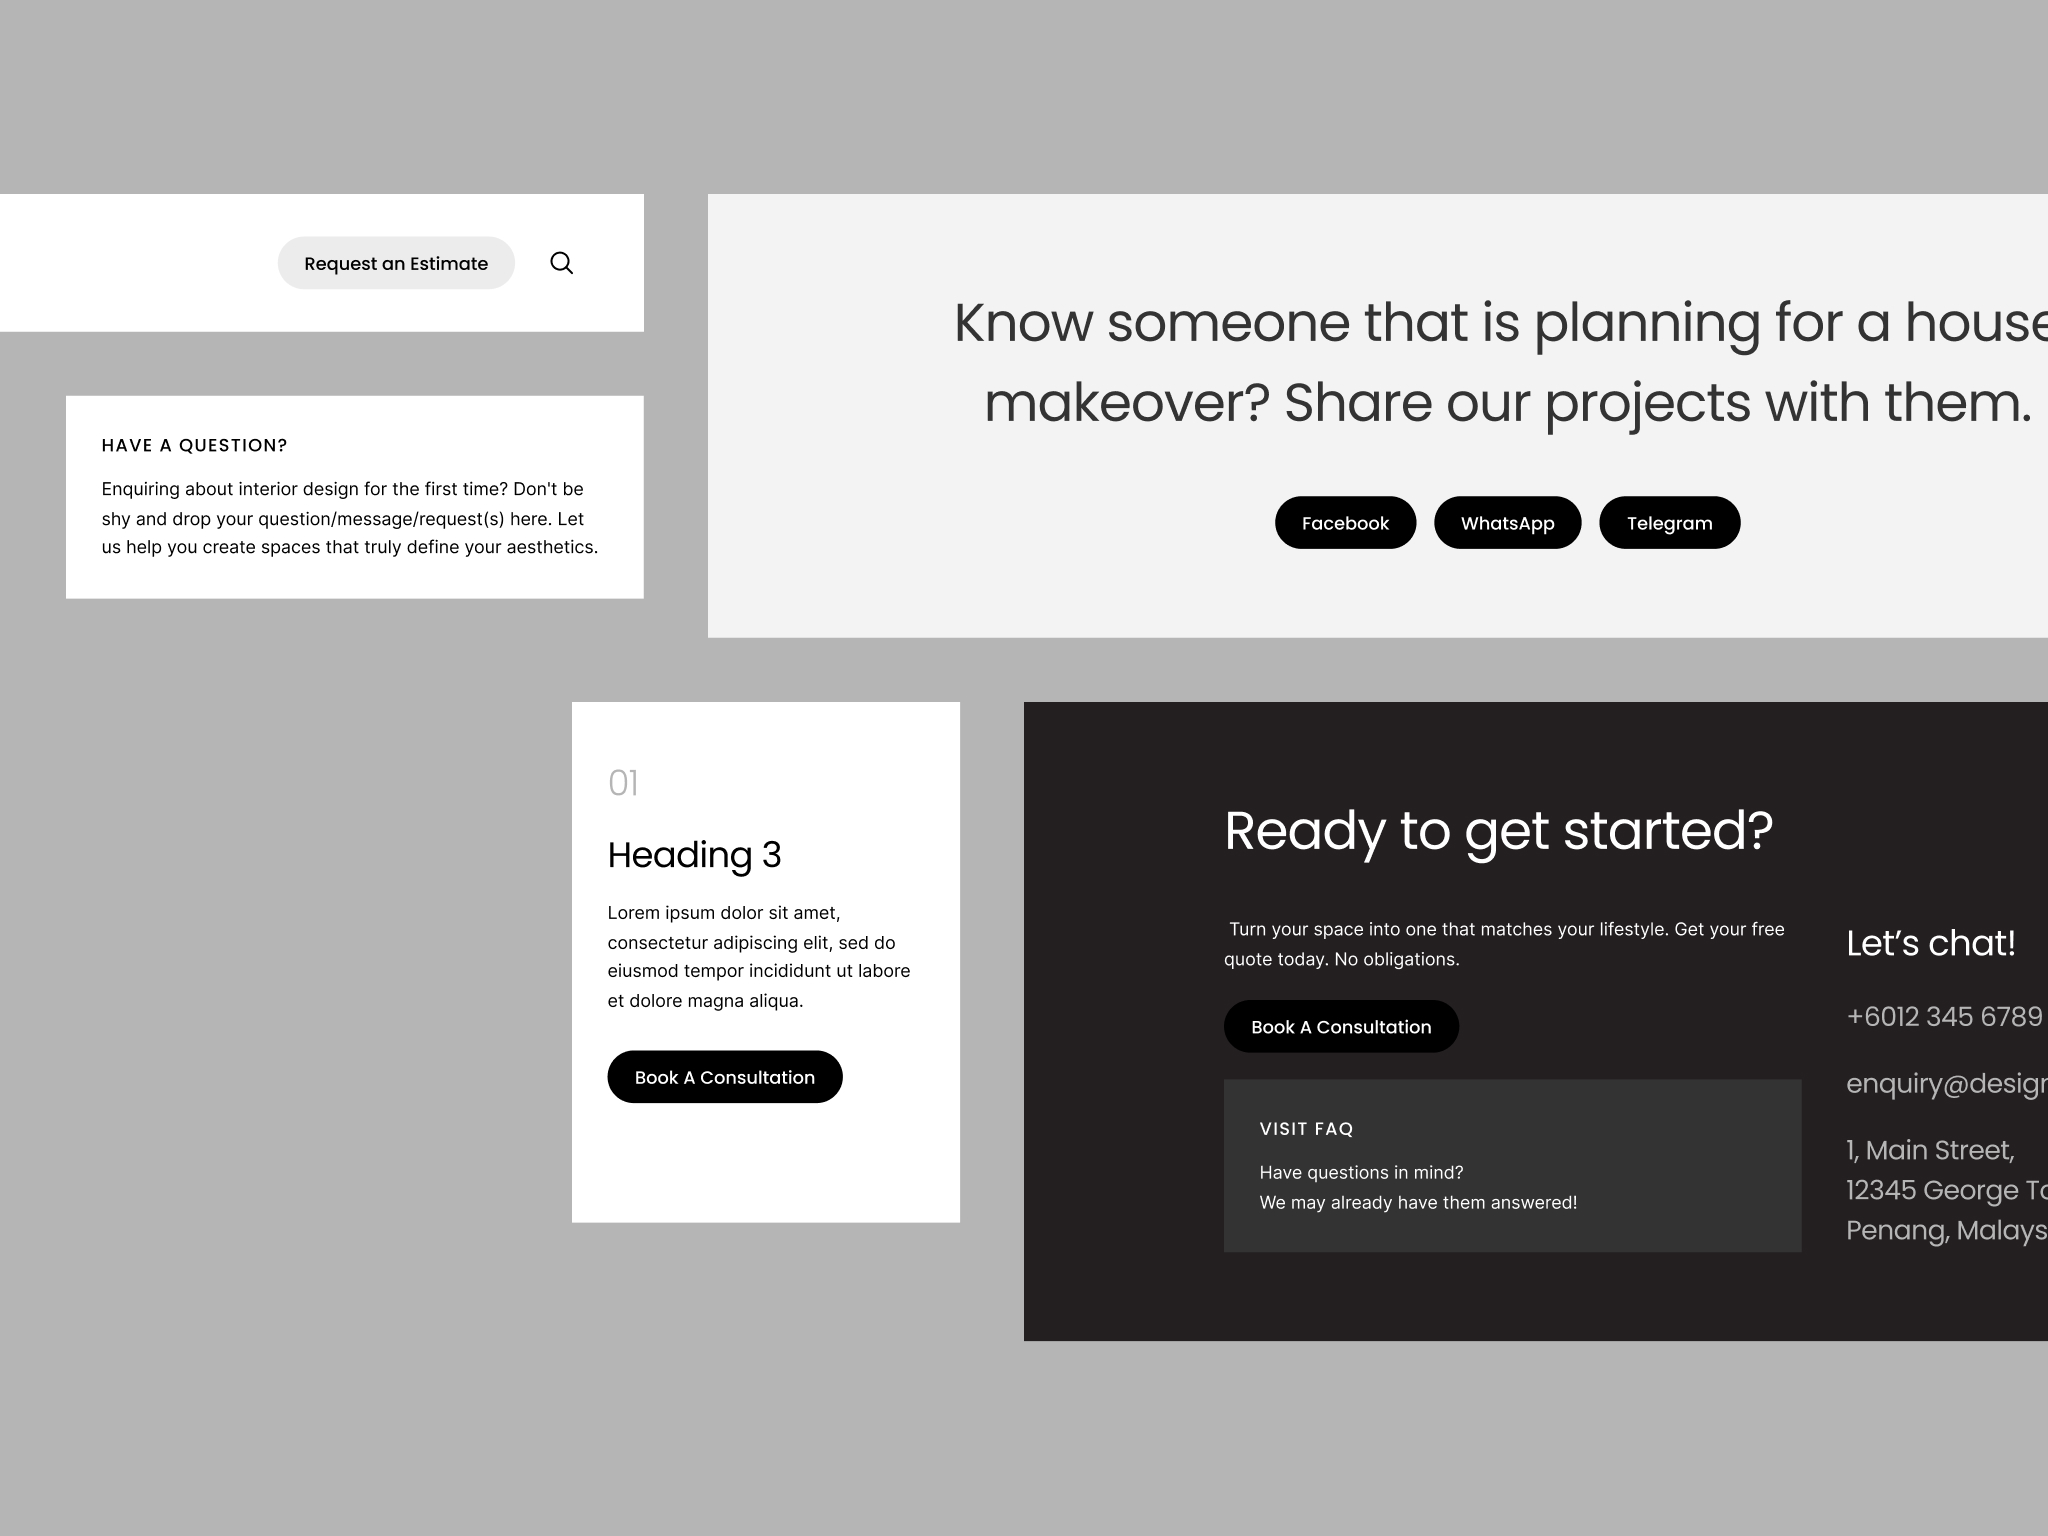 Request an Estimate
HAVE A QUESTION?
Enquiring about interior design for the first time? Don't be
shy and drop your question/message/request(s) here. Let
us help you create spaces that truly define your aesthetics.
Know someone that is planning for a house
makeover? Share our projects with them.
Facebook
WhatsApp
Telegram
01
Heading 3
Lorem ipsum dolor sit amet,
consectetur adipiscing elit, sed do
eiusmod tempor incididunt ut labore
et dolore magna aliqua.
Book A Consultation
Ready to get started?
Turn your space into one that matches your lifestyle. Get your free
quote today. No obligations.
Book A Consultation
VISIT FAQ
Have questions in mind?
We may already have them answered!
Let’s chat!
+6012 345 6789
enquiry@design
1, Main Street,
12345 George
Penang,